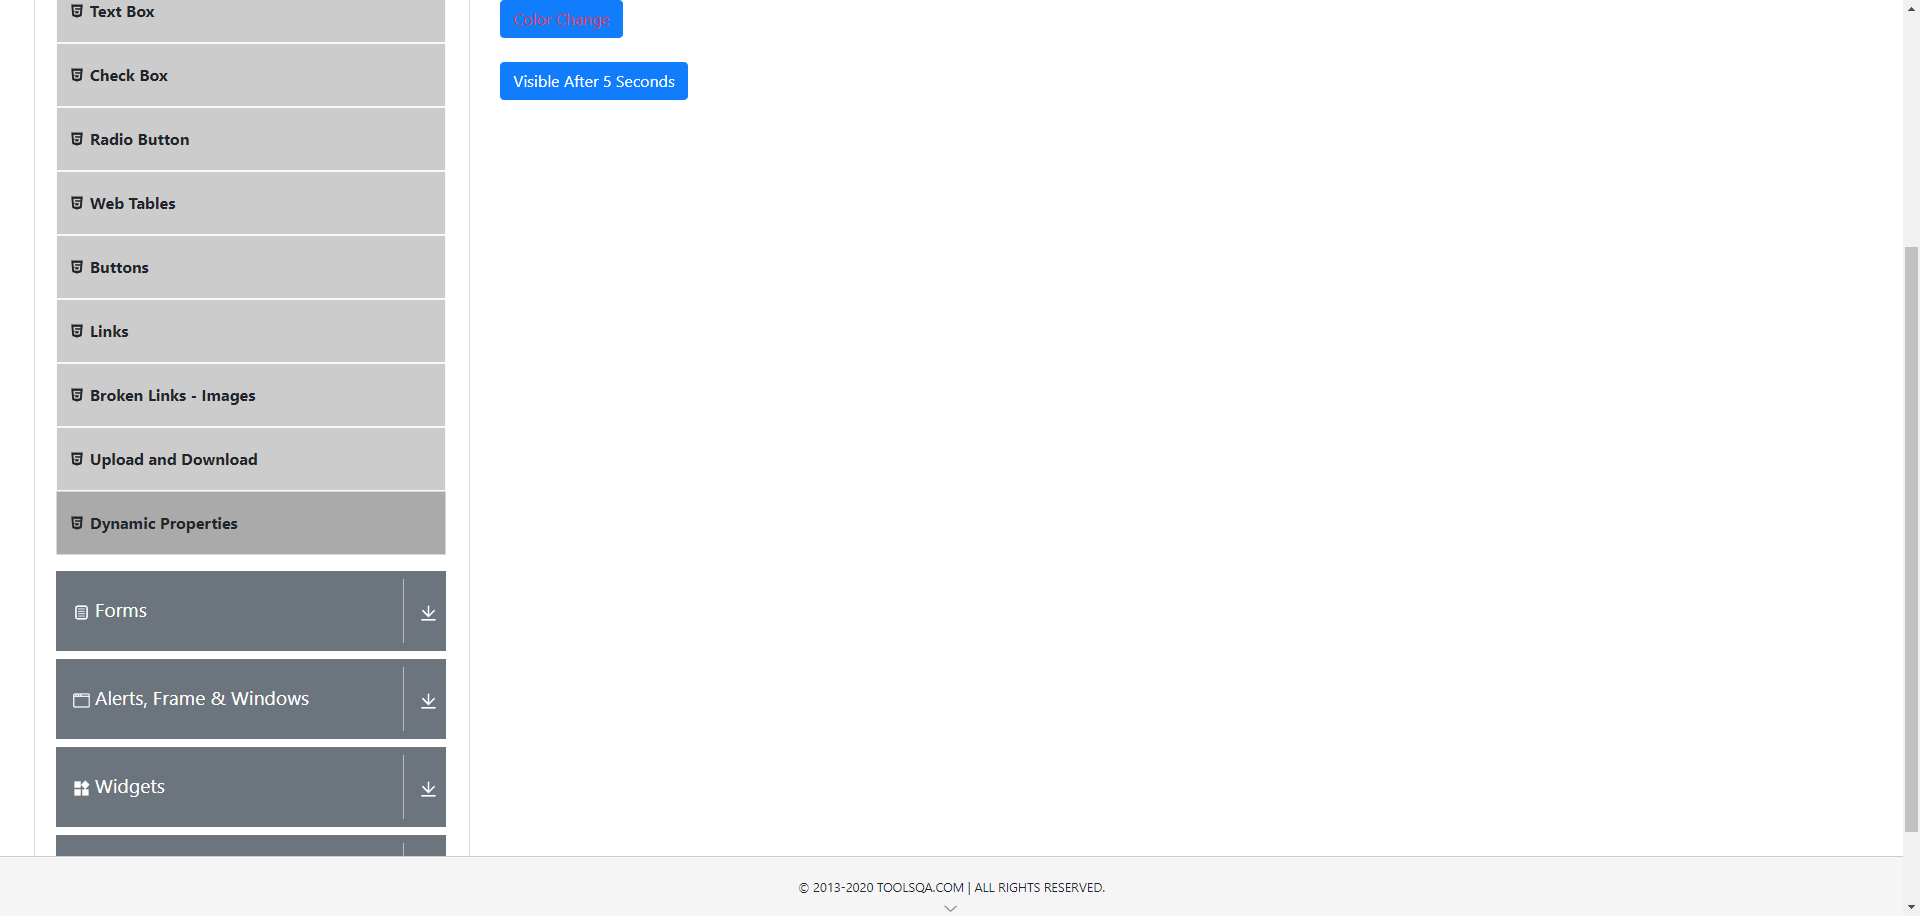 Text Box
Check Box
Radio Button
Web Tables
Buttons
Links
Broken Links - Images
Upload and Download
Dynamic Properties
Forms
Alerts, Frame & Windows
Widgets
Color Change
Visible After 5 Seconds
© 2013-2020 TOOLSQA.COM | ALL RIGHTS RESERVED.